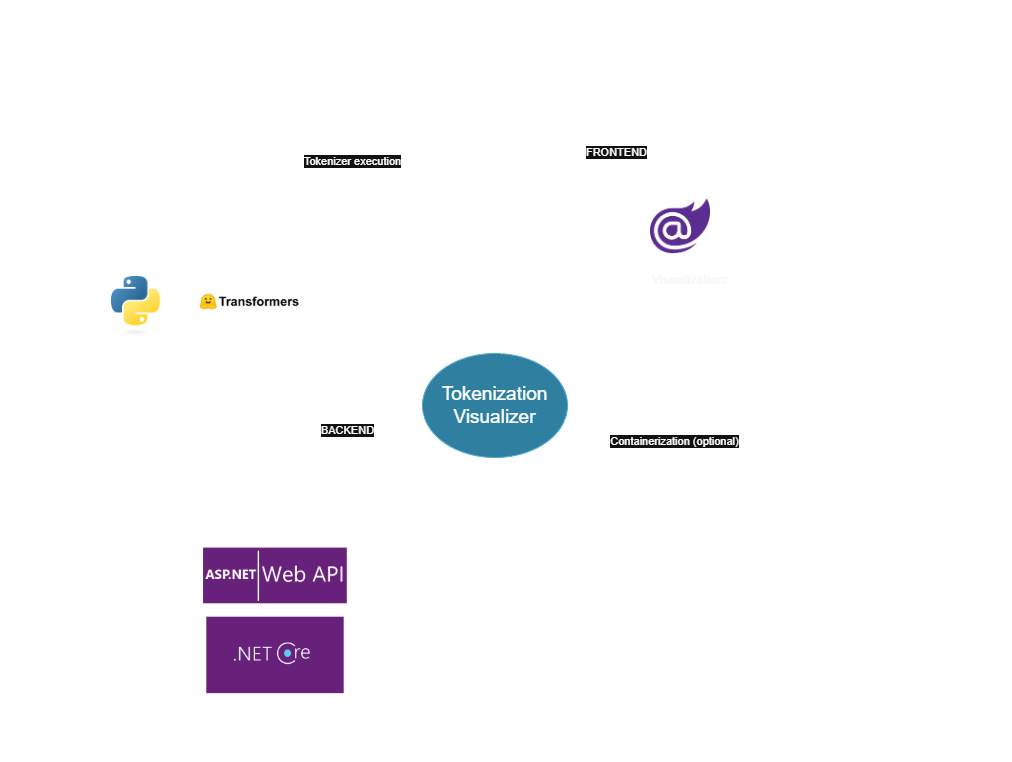 FRONTEND
Tokenizer execution
Visualization:
Transformers
Tokenization
Visualizer
BACKEND
Containerization (optional)
ASP.NET Web API
.NET Core